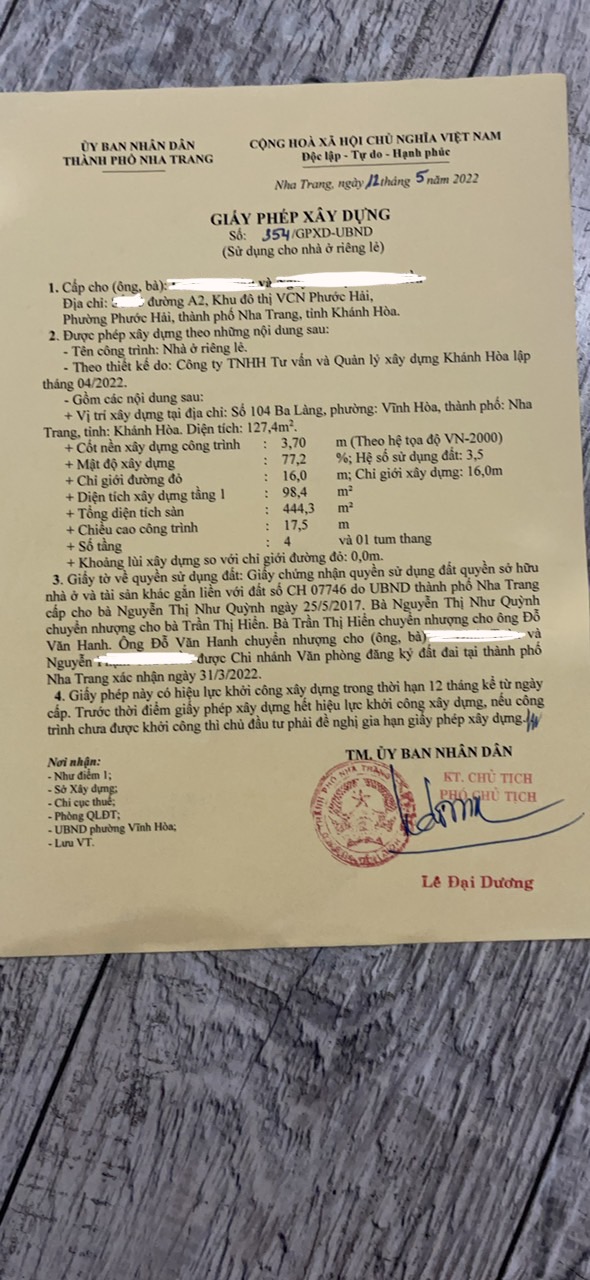 ỦY BAN NHÂN DÂN
THÀNH PHỐ NHA TRANG
CỘNG HOÀ XÃ HỘI CHỦ NGHĨA VIỆT NAM
Độc lập - Tự do - Hạnh phúc
Nha Trang, ngày 12 tháng 5 năm 2022
GIẤY PHÉP XÂY DỰNG
Số: 354/GPXD-UBND
(Sử dụng cho nhà ở riêng lẻ)
1. Cấp cho (ông, bà): và
Địa chỉ: đường A2, Khu đô thị VCN Phước Hải,
Phường Phước Hải, thành phố Nha Trang, tỉnh Khánh Hòa.
2. Được phép xây dựng theo những nội dung sau:
- Tên công trình: Nhà ở riêng lẻ.
- Theo thiết kế do: Công ty TNHH Tư vấn và Quản lý xây dựng Khánh Hòa lập
tháng 04/2022.
- Gồm các nội dung sau:
+ Vị trí xây dựng tại địa chỉ: Số 104 Ba Làng, phường: Vĩnh Hòa, thành phố: Nha
Trang, tỉnh: Khánh Hòa. Diện tích: 127,4m².
+ Cốt nền xây dựng công trình : 3,70 m (Theo hệ tọa độ VN-2000)
+ Mật độ xây dựng : 77,2 %; Hệ số sử dụng đất: 3,5
+ Chỉ giới đường đỏ : 16,0 m; Chỉ giới xây dựng: 16,0m
+ Diện tích xây dựng tầng 1 : 98,4 m²
+ Tổng diện tích sàn : 444,3 m²
+ Chiều cao công trình : 17,5 m
+ Số tầng : 4 và 01 tum thang
+ Khoảng lùi xây dựng so với chỉ giới đường đỏ: 0,0m.
3. Giấy tờ về quyền sử dụng đất: Giấy chứng nhận quyền sử dụng đất quyền sở hữu
nhà ở và tài sản khác gắn liền với đất số CH 07746 do UBND thành phố Nha Trang
cấp cho bà Nguyễn Thị Như Quỳnh ngày 25/5/2017. Bà Nguyễn Thị Như Quỳnh
chuyển nhượng cho bà Trần Thị Hiền. Bà Trần Thị Hiền chuyển nhượng cho ông Đỗ
Văn Hanh. Ông Đỗ Văn Hanh chuyển nhượng cho (ông, bà) và
Nguyễn được Chi nhánh Văn phòng đăng ký đất đai tại thành phố
Nha Trang xác nhận ngày 31/3/2022.
4. Giấy phép này có hiệu lực khởi công xây dựng trong thời hạn 12 tháng kể từ ngày
cấp. Trước thời điểm giấy phép xây dựng hết hiệu lực khởi công xây dựng, nếu công
trình chưa được khởi công thì chủ đầu tư phải đề nghị gia hạn giấy phép xây dựng.
Nơi nhận:
- Như điểm 1;
- Sở Xây dựng;
- Chi cục thuế;
- Phòng QLĐT;
- UBND phường Vĩnh Hòa;
- Lưu VT.
TM. ỦY BAN NHÂN DÂN
KT. CHỦ TỊCH
PHÓ CHỦ TỊCH
Lê Đại Dương